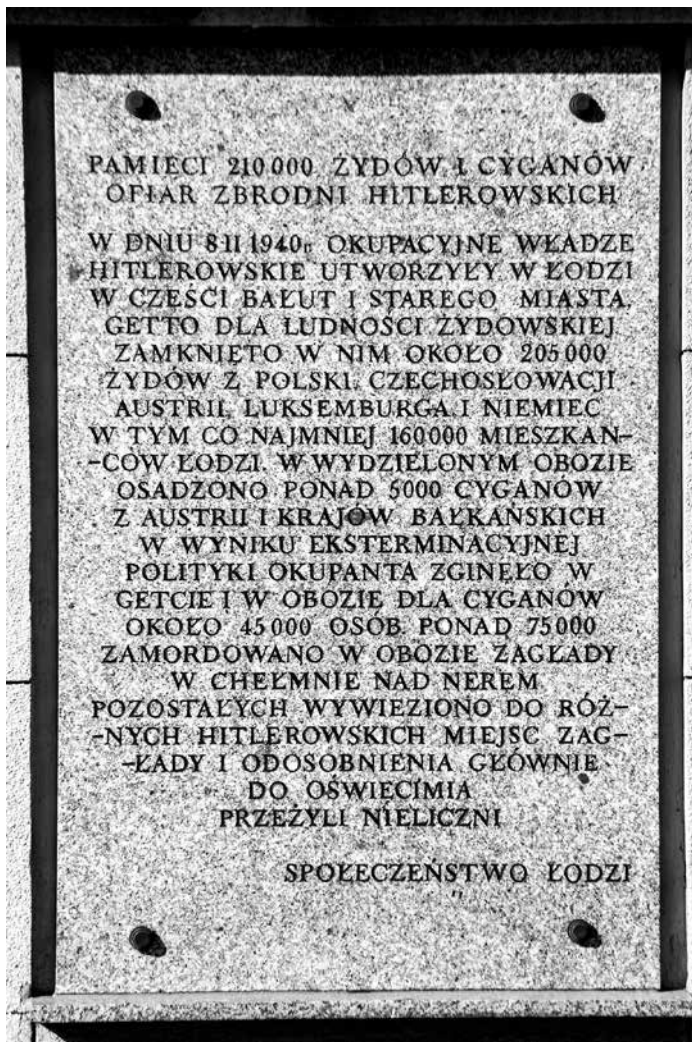 PAMIĘCI 210000 ŻYDÓW I CYGANÓW
OFIAR ZBRODNI HITLEROWSKICH
W DNIU 8 II 1940r. OKUPACYJNE WŁADZE
HITLEROWSKIE UTWORZYŁY W ŁODZI
W CZĘŚCI BAŁUT I STAREGO MIASTA,
GETTO DLA LUDNOŚCI ŻYDOWSKIEJ.
ZAMKNIĘTO W NIM OKOŁO 205000
ŻYDÓW Z POLSKI, CZECHOSŁOWACJI
AUSTRII, LUKSEMBURGA I NIEMIEC
W TYM CO NAJMNIEJ 160000 MIESZKAN-
-CÓW ŁODZI. W WYDZIELONYM OBOZIE
OSADZONO PONAD 5000 CYGANÓW
Z AUSTRII I KRAJÓW BAŁKAŃSKICH
W WYNIKU EKSTERMINACYJNEJ
POLITYKI OKUPANTA ZGINĘŁO W
GETCIE I W OBOZIE DLA CYGANÓW
OKOŁO 45000 OSÓB. PONAD 75000
ZAMORDOWANO W OBOZIE ZAGŁADY
W CHEŁMNIE NAD NEREM
POZOSTAŁYCH WYWIEZIONO DO RÓŻ-
-NYCH HITLEROWSKICH MIEJSC ZAG-
-ŁADY I ODOSOBNIENIA GŁÓWNIE
DO OŚWIĘCIMIA
PRZEŻYLI NIELICZNI
SPOŁECZEŃSTWO ŁODZI